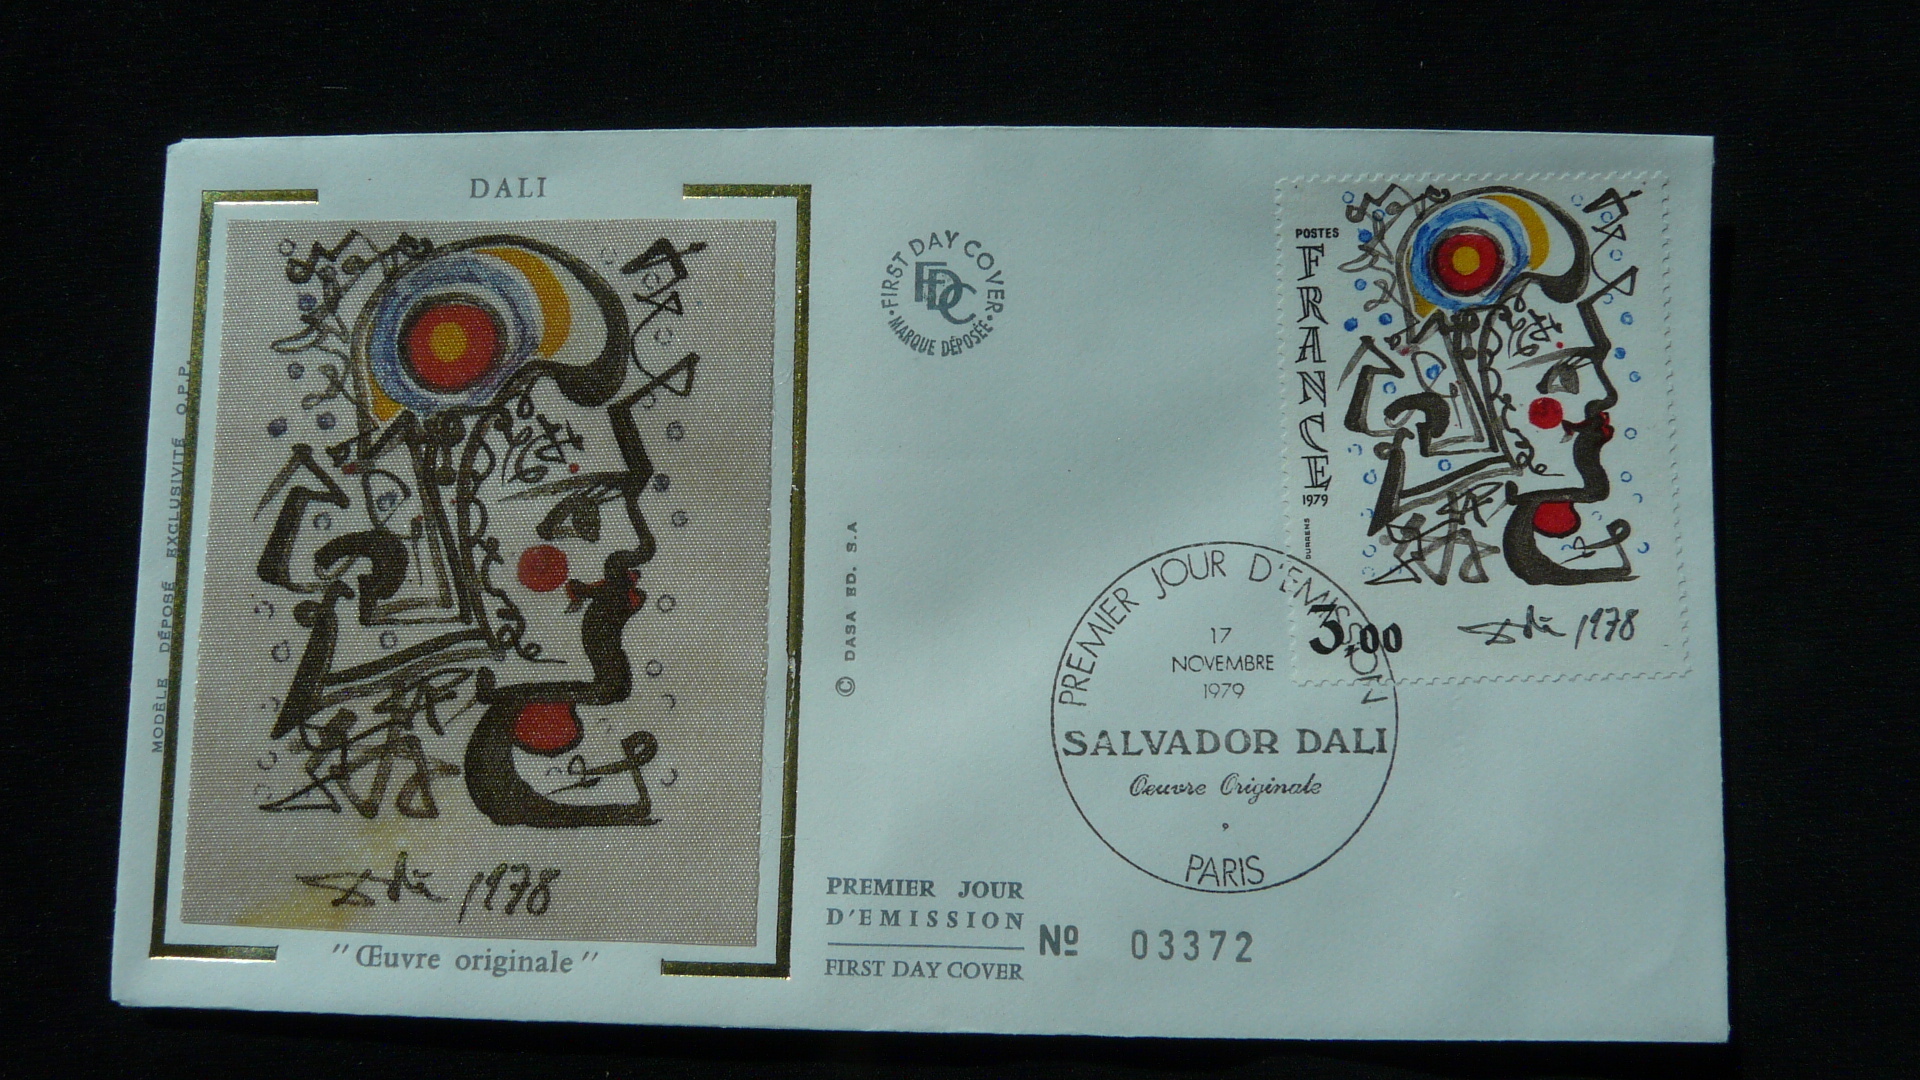 DALI
MODÈLE DÉPOSÉ EXCLUSIVITÉ O.P.P.
Dali 1978
"Œuvre originale"
FIRST DAY COVER
FDC
MARQUE DÉPOSÉE
© DASA ED. S.A
PREMIER JOUR
D'EMISSION
FIRST DAY COVER
Nº 03372
PREMIER JOUR D'EMISSION
17
NOVEMBRE
1979
SALVADOR DALI
Oeuvre Originale
PARIS
POSTES
FRANCE
1979
DURRENS
3,00
Dali 1978